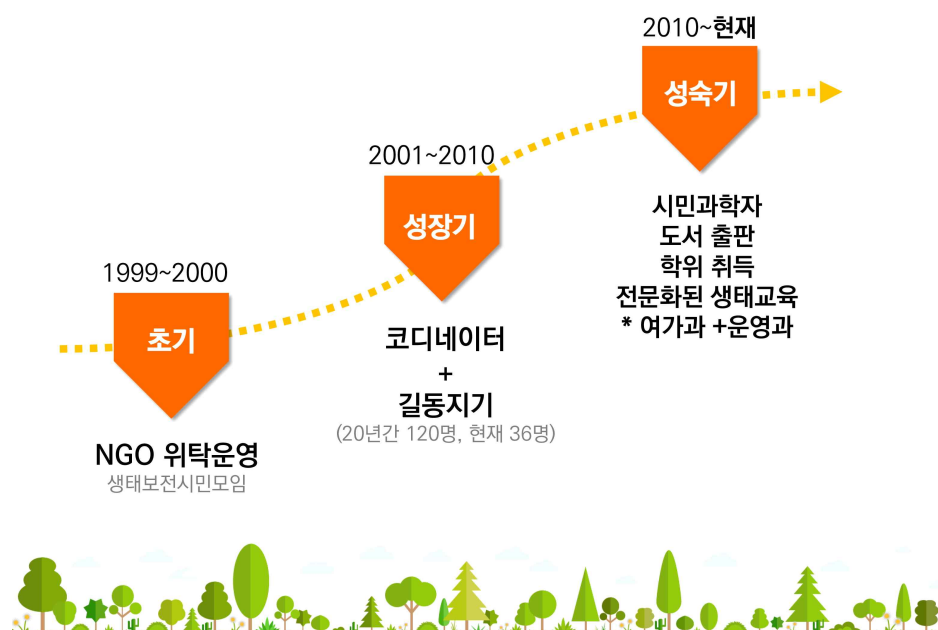 1999~2000
초기
NGO 위탁운영
생태보전시민모임
2001~2010
성장기
코디네이터
+
길동지기
(20년간 120명, 현재 36명)
2010~현재
성숙기
시민과학자
도서 출판
학위 취득
전문화된 생태교육
* 여가과 +운영과